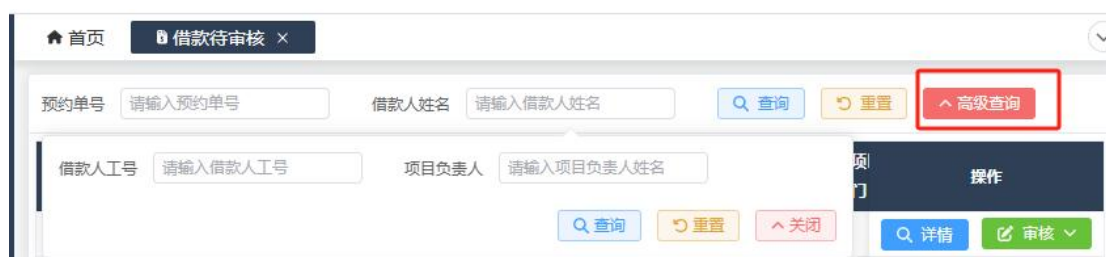 首页 借款待审核 ×
预约单号 请输入预约单号 借款人姓名 请输入借款人姓名 查询 重置 高级查询
借款人工号 请输入借款人工号 项目负责人 请输入项目负责人姓名
操作
查询 重置 关闭
详情 审核